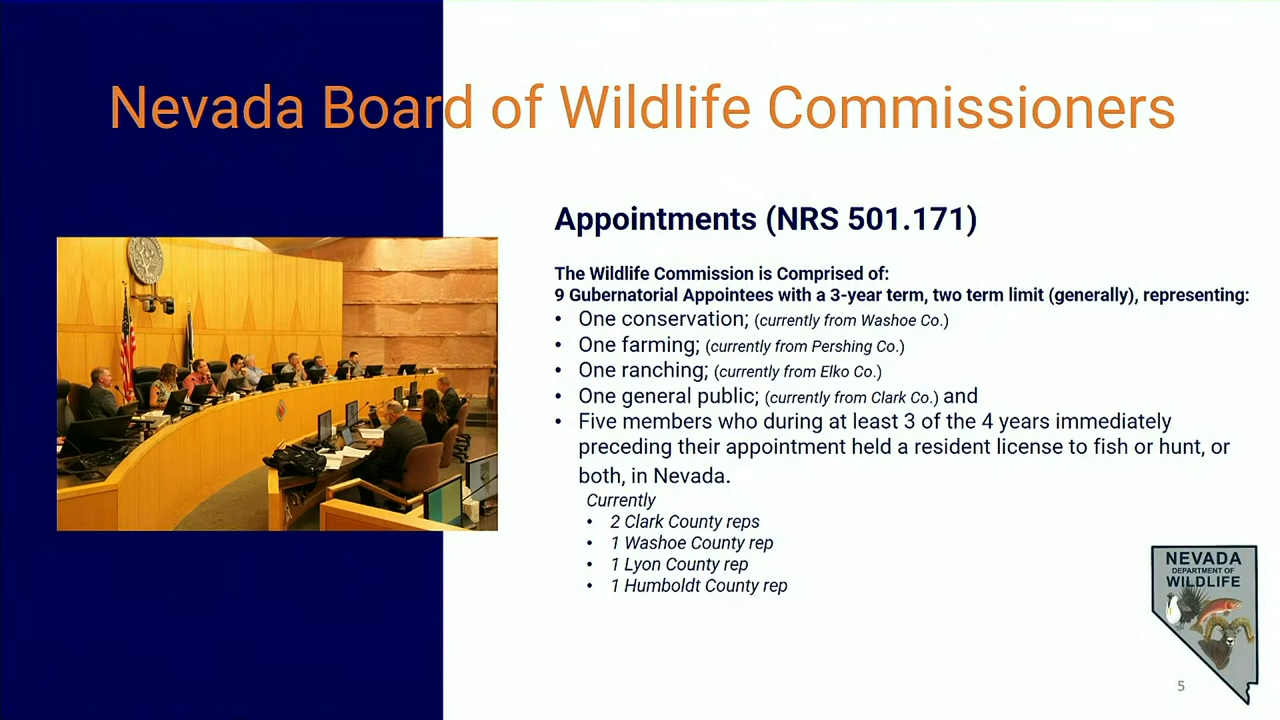 Nevada Board of Wildlife Commissioners
Appointments (NRS 501.171)
The Wildlife Commission is Comprised of:
9 Gubernatorial Appointees with a 3-year term, two term limit (generally), representing:
• One conservation; (currently from Washoe Co.)
• One farming; (currently from Pershing Co.)
• One ranching; (currently from Elko Co.)
• One general public; (currently from Clark Co.) and
• Five members who during at least 3 of the 4 years immediately
preceding their appointment held a resident license to fish or hunt, or
both, in Nevada.
Currently
• 2 Clark County reps
• 1 Washoe County rep
• 1 Lyon County rep
• 1 Humboldt County rep
NEVADA
DEPARTMENT OF
WILDLIFE
5